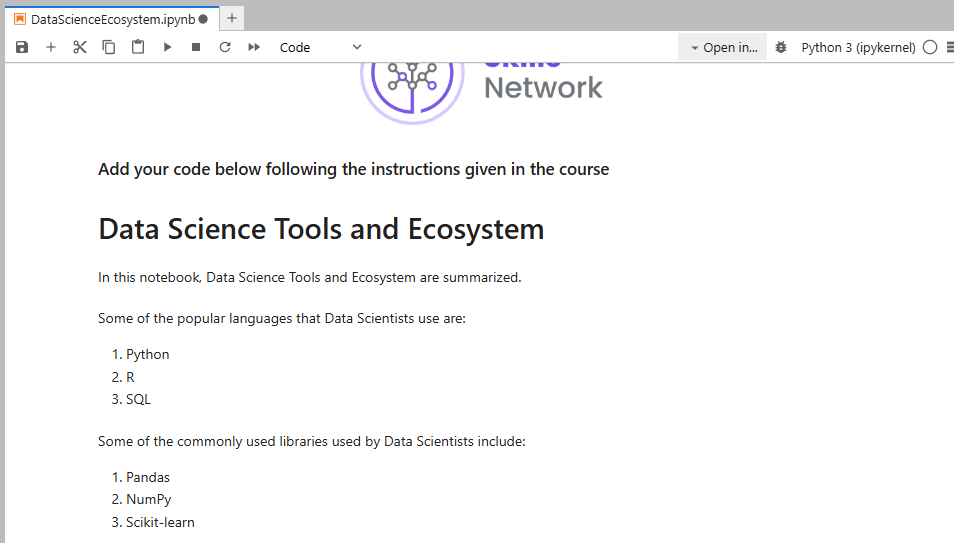 DataScienceEcosystem.ipynb
Code
Open in...
Python 3 (ipykernel)
Skills
Network
Add your code below following the instructions given in the course
Data Science Tools and Ecosystem
In this notebook, Data Science Tools and Ecosystem are summarized.
Some of the popular languages that Data Scientists use are:
1. Python
2. R
3. SQL
Some of the commonly used libraries used by Data Scientists include:
1. Pandas
2. NumPy
3. Scikit-learn